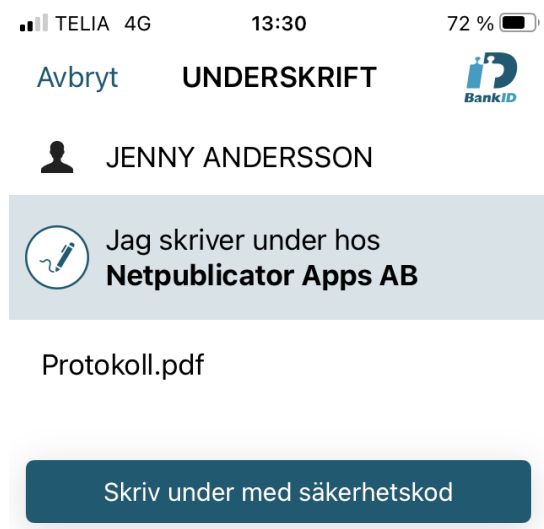 TELIA 4G 13:30 72 %
Avbryt UNDERSKRIFT BankID
JENNY ANDERSSON
Jag skriver under hos
Netpublicator Apps AB
Protokoll.pdf
Skriv under med säkerhetskod